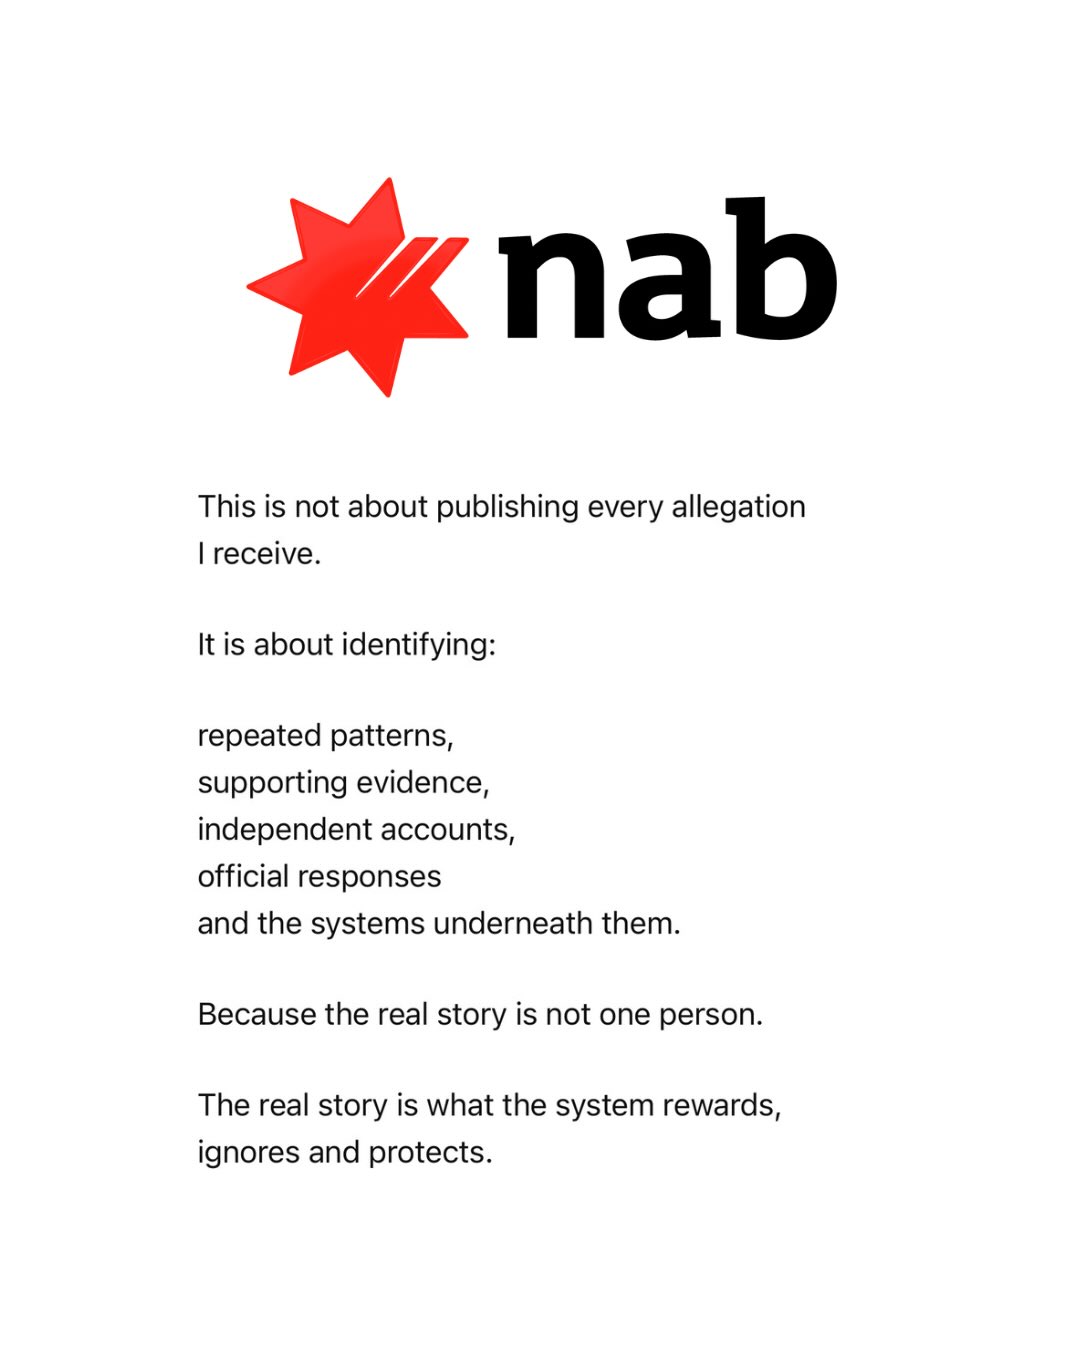 nab
This is not about publishing every allegation
I receive.
It is about identifying:
repeated patterns,
supporting evidence,
independent accounts,
official responses
and the systems underneath them.
Because the real story is not one person.
The real story is what the system rewards,
ignores and protects.